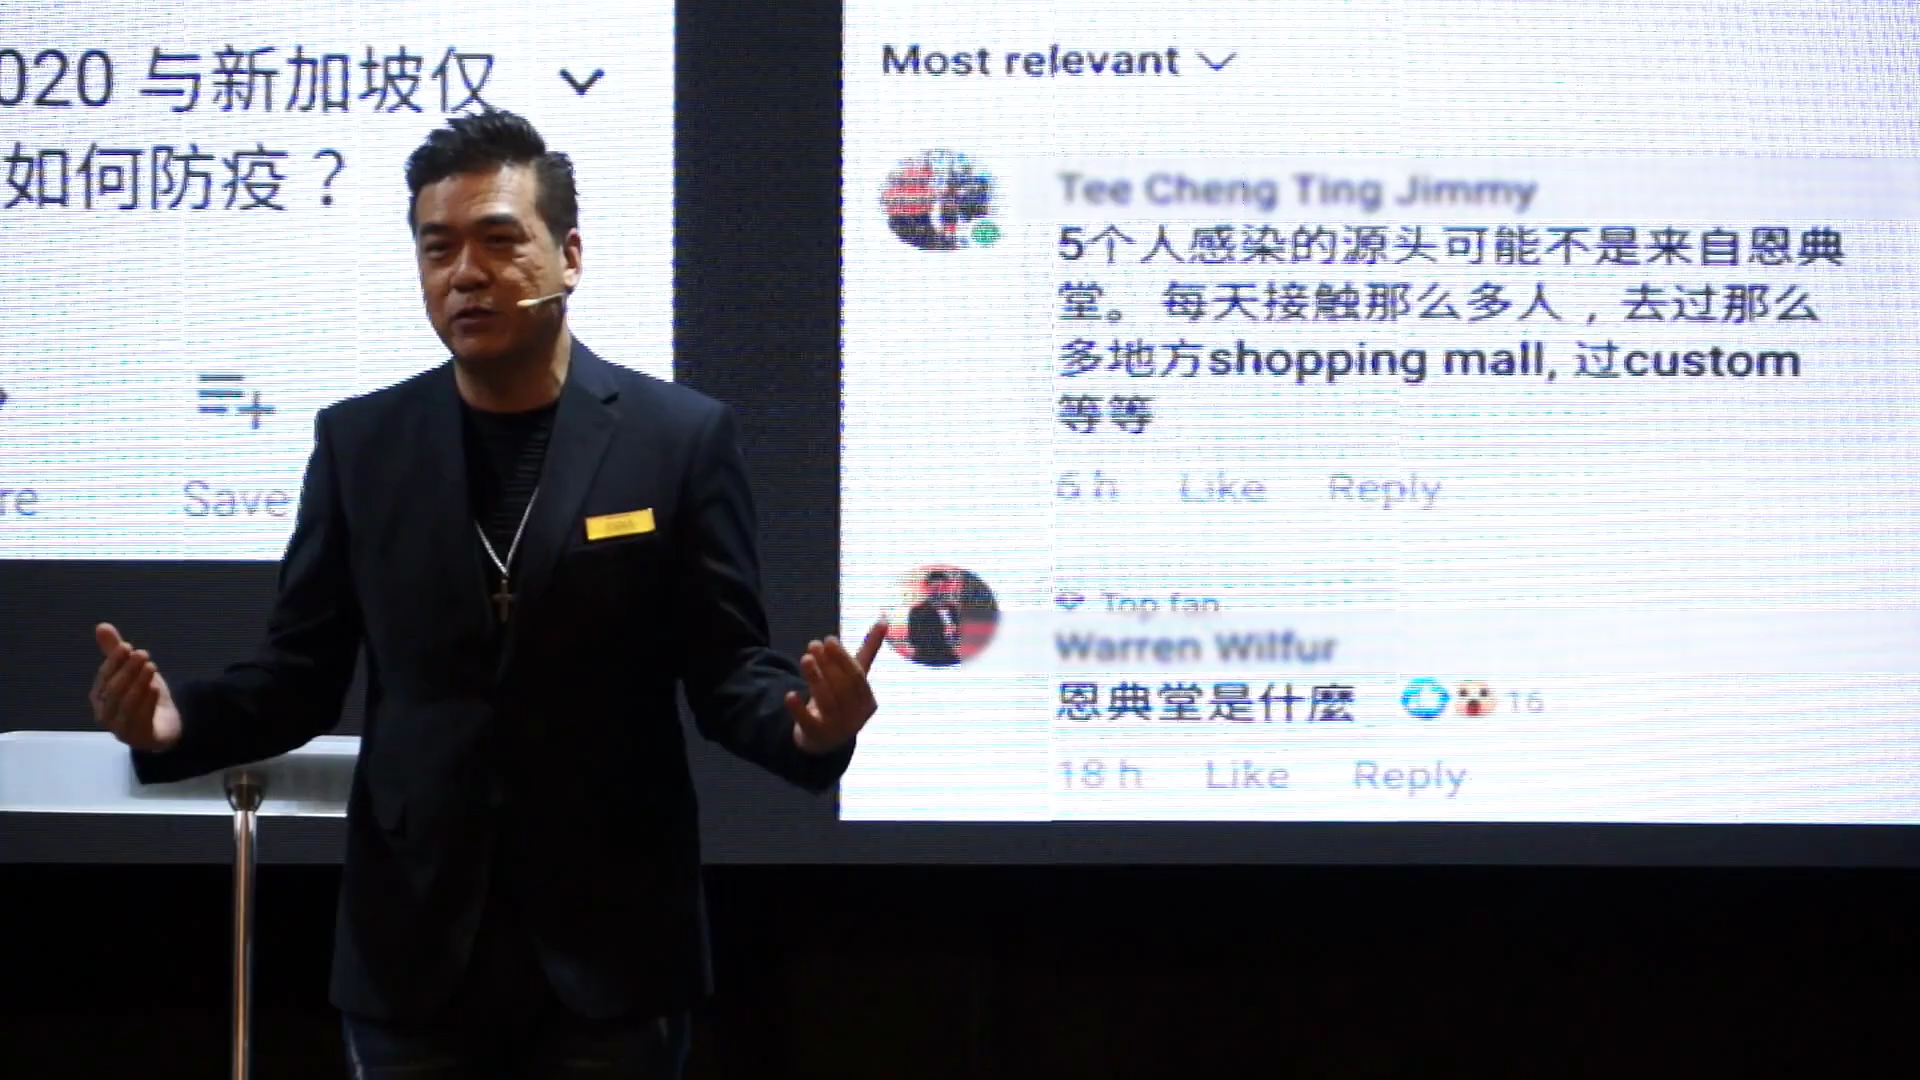 020 与新加坡仅
如何防疫？
re
Save
Most relevant
Tee Cheng Ting Jimmy
5个人感染的源头可能不是来自恩典
堂。每天接触那么多人，去过那么
多地方shopping mall, 过custom
等等
6 h Like Reply
Top fan
Warren Wilfur
恩典堂是什麼 16
18 h Like Reply